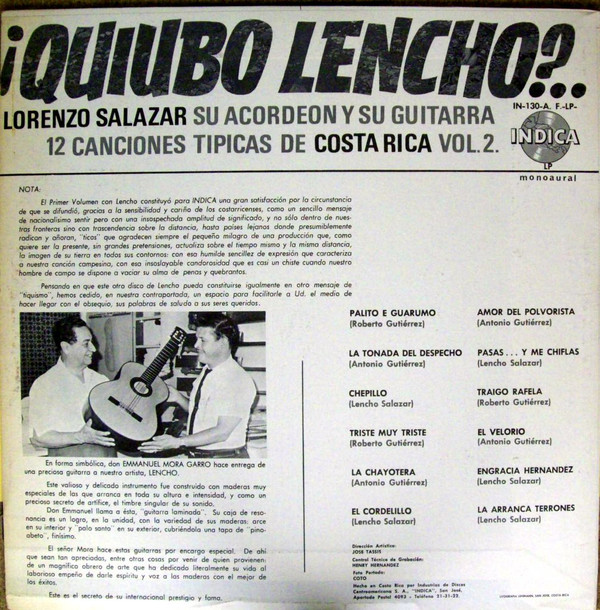 ¡QUIUBO LENCHO?..
LORENZO SALAZAR SU ACORDEON Y SU GUITARRA
12 CANCIONES TIPICAS DE COSTA RICA VOL. 2.
IN-130-A. F.-LP-
INDICA
LP
monoaural
NOTA:
El Primer Volumen con Lencho constituyó para INDICA una gran satisfacción por la circunstancia
de que se difundió, gracias a la sensibilidad y cariño de los costarricenses, como un sencillo mensaje
de nacionalismo sentir pero con una insospechada amplitud de significado, y no sólo dentro de nues-
tras fronteras sino con trascendencia sobre la distancia, hasta países lejanos donde presumiblemente
radican y añoran, "ticos" que agradecen siempre el pequeño milagro de una producción que, como
quiere ser la presente, sin grandes pretensiones, actualiza sobre el tiempo mismo y la misma distancia,
la imagen de su tierra en todos sus contornos: con esa humilde sencillez de expresión que caracteriza
a nuestra canción campesina, con esa insoslayable candorosidad que es casi un chiste cuando nuestro
hombre de campo se dispone a vaciar su alma de penas y quebrantos.
Pensando en que este otro disco de Lencho pueda constituirse igualmente en otro mensaje de
"tiquismo", hemos cedido, en nuestra contraportada, un espacio para facilitarle a Ud. el medio de
hacer llegar con el obsequio, sus palabras de saludo a sus seres queridos.
PALITO E GUARUMO
(Roberto Gutiérrez)
LA TONADA DEL DESPECHO
(Antonio Gutiérrez)
CHEPILLO
(Lencho Salazar)
TRISTE MUY TRISTE
(Roberto Gutiérrez)
LA CHAYOTERA
(Antonio Gutiérrez)
EL CORDELILLO
(Lencho Salazar)
AMOR DEL POLVORISTA
(Antonio Gutiérrez)
PASAS... Y ME CHIFLAS
(Lencho Salazar)
TRAIGO RAFELA
(Roberto Gutiérrez)
EL VELORIO
(Antonio Gutiérrez)
ENGRACIA HERNANDEZ
(Lencho Salazar)
LA ARRANCA TERRONES
(Lencho Salazar)
En forma simbólica, don EMMANUEL MORA GARRO hace entrega de
una preciosa guitarra a nuestro artista, LENCHO.
Este valioso y delicado instrumento fue construido con maderas muy
especiales de las que arranca en toda su altura e intensidad, y como un
precioso secreto de artífice, el timbre singular de su sonido.
Don Emmanuel llama a ésta, "guitarra laminada". Su caja de reso-
nancia es un logro, en la unidad, con la variedad de sus maderas: arce
en su interior y "palo santo" en su exterior, cubriéndola una tapa de "pino-
abeto", finísimo.
El señor Mora hace estas guitarras por encargo especial. De ahí
que sean tan apreciadas, entre otras cosas por venir de quien provienen:
de un magnífico obrero de arte que ha dedicado literalmente su vida al
laborioso empeño de darle espíritu y voz a las maderas con el mejor de
los éxitos.
Este es el secreto de su internacional prestigio y fama.
Dirección Artística:
JOSE TASSIS
Control Técnico de Grabación:
HENRY HERNANDEZ
Foto Portada:
COTO
Hecho en Costa Rica por Industrias de Discos
Centroamericana S. A., "INDICA", San José,
Apartado Postal 6093 - Teléfono 21-31-28